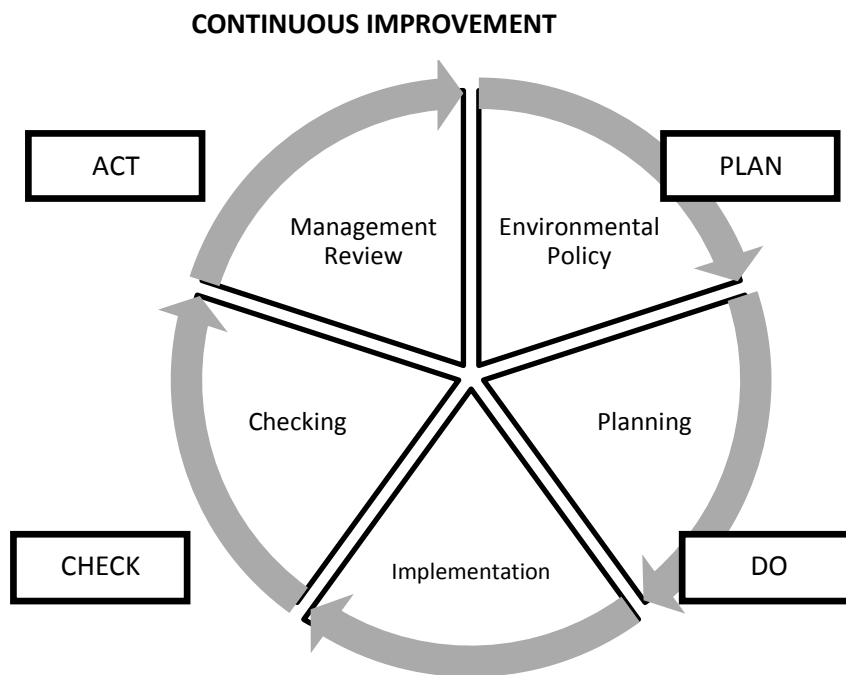 CONTINUOUS IMPROVEMENT
ACT
PLAN
Management
Review
Environmental
Policy
Checking
Planning
CHECK
Implementation
DO